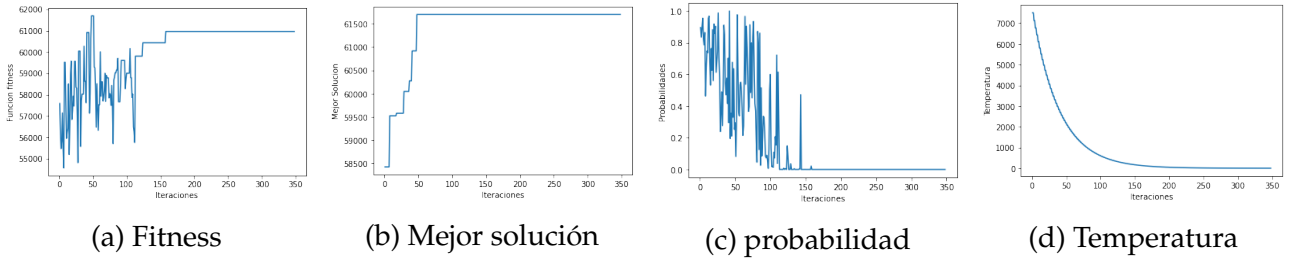 62000
61000
60000
59000
58000
57000
56000
55000
Funcion fitness
0 50 100 150 200 250 300 350
Iteraciones
(a) Fitness
61500
61000
60500
60000
59500
59000
58500
Mejor Solucion
0 50 100 150 200 250 300 350
Iteraciones
(b) Mejor solución
1.0
0.8
0.6
0.4
0.2
0.0
Probabilidades
0 50 100 150 200 250 300 350
Iteraciones
(c) probabilidad
7000
6000
5000
4000
3000
2000
1000
0
Temperatura
0 50 100 150 200 250 300 350
Iteraciones
(d) Temperatura